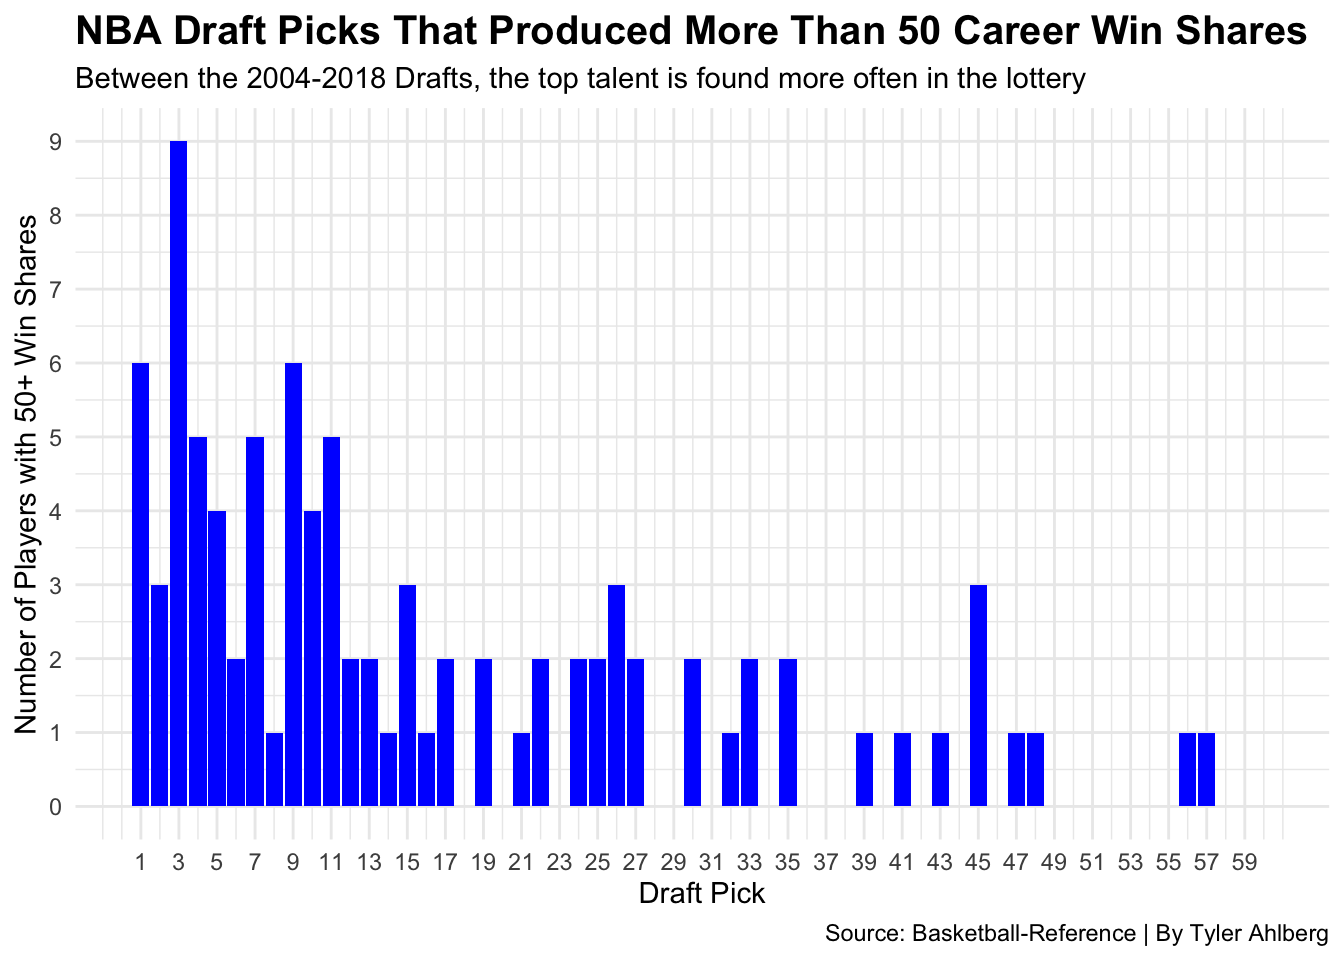 NBA Draft Picks That Produced More Than 50 Career Win Shares
Between the 2004-2018 Drafts, the top talent is found more often in the lottery
Number of Players with 50+ Win Shares
9
8
7
6
5
4
3
2
1
0
1 3 5 7 9 11 13 15 17 19 21 23 25 27 29 31 33 35 37 39 41 43 45 47 49 51 53 55 57 59
Draft Pick
Source: Basketball-Reference | By Tyler Ahlberg